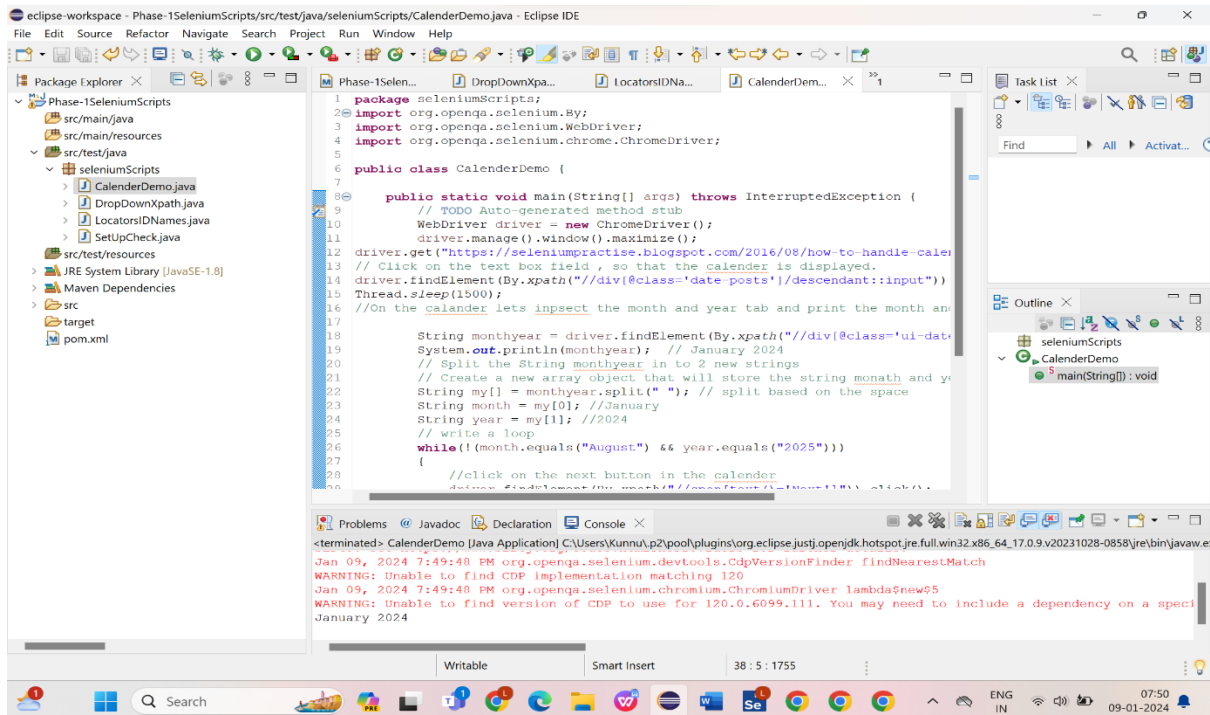 eclipse-workspace - Phase-1SeleniumScripts/src/test/java/seleniumScripts/CalenderDemo.java - Eclipse IDE
File Edit Source Refactor Navigate Search Project Run Window Help
Package Explorer
Phase-1SeleniumScripts
src/main/java
src/main/resources
src/test/java
seleniumScripts
CalenderDemo.java
DropDownXpath.java
LocatorsIDNames.java
SetUpCheck.java
src/test/resources
JRE System Library [JavaSE-1.8]
Maven Dependencies
src
target
pom.xml
Phase-1Selen... DropDownXpa... LocatorsIDNa... CalenderDem... 1
1 package seleniumScripts;
2 import org.openqa.selenium.By;
3 import org.openqa.selenium.WebDriver;
4 import org.openqa.selenium.chrome.ChromeDriver;
5
6 public class CalenderDemo {
7
8 public static void main(String[] args) throws InterruptedException {
9 // TODO Auto-generated method stub
10 WebDriver driver = new ChromeDriver();
11 driver.manage().window().maximize();
12 driver.get("https://seleniumpractise.blogspot.com/2016/08/how-to-handle-cale
13 // Click on the text box field , so that the calender is displayed.
14 driver.findElement(By.xpath("//div[@class='date-posts']/descendant::input"))
15 Thread.sleep(1500);
16 //On the calander lets inpsect the month and year tab and print the month an
17
18 String monthyear = driver.findElement(By.xpath("//div[@class='ui-dat
19 System.out.println(monthyear); // January 2024
20 // Split the String monthyear in to 2 new strings
21 // Create a new array object that will store the string monath and y
22 String my[] = monthyear.split(" "); // split based on the space
23 String month = my[0]; //January
24 String year = my[1]; //2024
25 // write a loop
26 while(!(month.equals("August") && year.equals("2025")))
27 {
28 //click on the next button in the calender
29 driver.findElement(By.xpath("//span[text()='Next']")).click();
Task List
Find All Activat...
Outline
seleniumScripts
CalenderDemo
main(String[]) : void
Problems Javadoc Declaration Console
<terminated> CalenderDemo [Java Application] C:\Users\Kunnu\.p2\pool\plugins\org.eclipse.justj.openjdk.hotspot.jre.full.win32.x86_64_17.0.9.v20231028-0858\jre\bin\javaw.e
Jan 09, 2024 7:49:48 PM org.openqa.selenium.devtools.CdpVersionFinder findNearestMatch
WARNING: Unable to find CDP implementation matching 120
Jan 09, 2024 7:49:48 PM org.openqa.selenium.chromium.ChromiumDriver lambda$new$5
WARNING: Unable to find version of CDP to use for 120.0.6099.111. You may need to include a dependency on a speci
January 2024
Writable Smart Insert 38 : 5 : 1755
Search
ENG
IN
07:50
09-01-2024